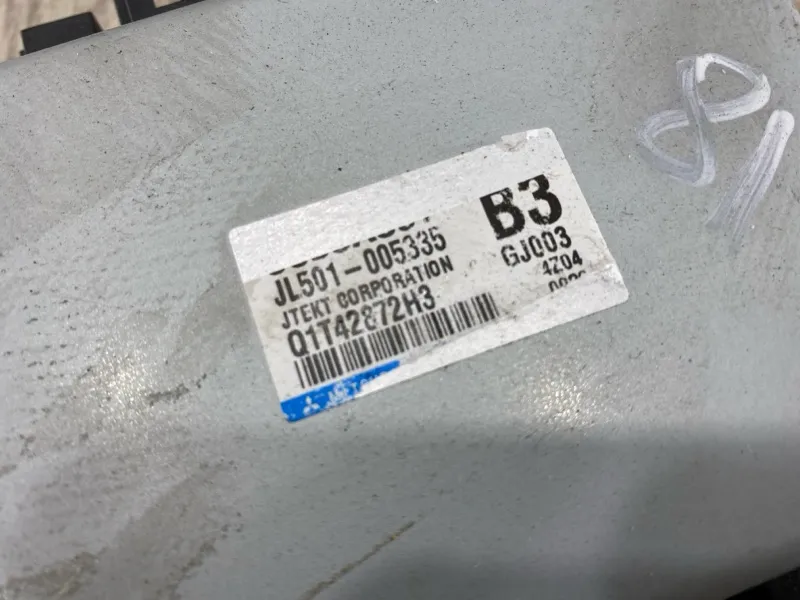 B3
JL501-005335
GJ003
JTEKT CORPORATION
4Z04
Q1T42872H3